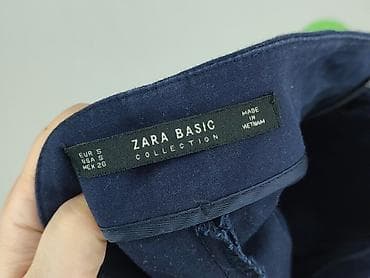 EUR S
USA S
MEX 26
ZARA BASIC
COLLECTION
MADE
IN
VIETNAM